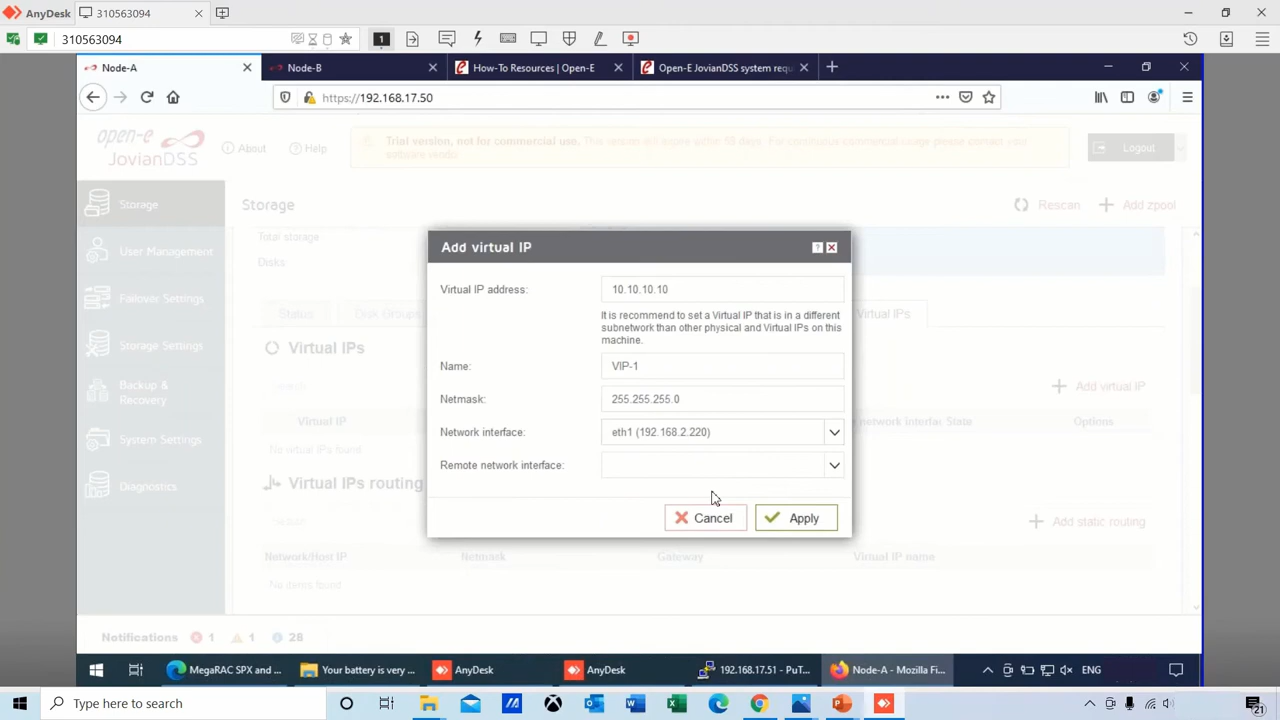 AnyDesk
310563094
310563094
1
Node-A
Node-B
How-To Resources | Open-E
Open-E JovianDSS system requ
https://192.168.17.50
open-e
JovianDSS
About
Help
Trial version, not for commercial use.
Logout
Storage
Storage
Rescan
Add zpool
Total storage
Disks
User Management
Failover Settings
Storage Settings
Backup &
Recovery
System Settings
Diagnostics
Status
Disk Groups
Virtual IPs
Virtual IPs
Add virtual IP
Virtual IP
network interfac State
Options
No virtual IPs found
Virtual IPs routing
Add static routing
Network/Host IP
Netmask
Gateway
Virtual IP name
No items found
Add virtual IP
?
Virtual IP address:
10.10.10.10
It is recommend to set a Virtual IP that is in a different
subnetwork than other physical and Virtual IPs on this
machine.
Name:
VIP-1
Netmask:
255.255.255.0
Network interface:
eth1 (192.168.2.220)
Remote network interface:
Cancel
Apply
Notifications
1
1
28
MegaRAC SPX and ...
Your battery is very ...
AnyDesk
AnyDesk
192.168.17.51 - PuT...
Node-A - Mozilla Fi...
ENG
Type here to search
21